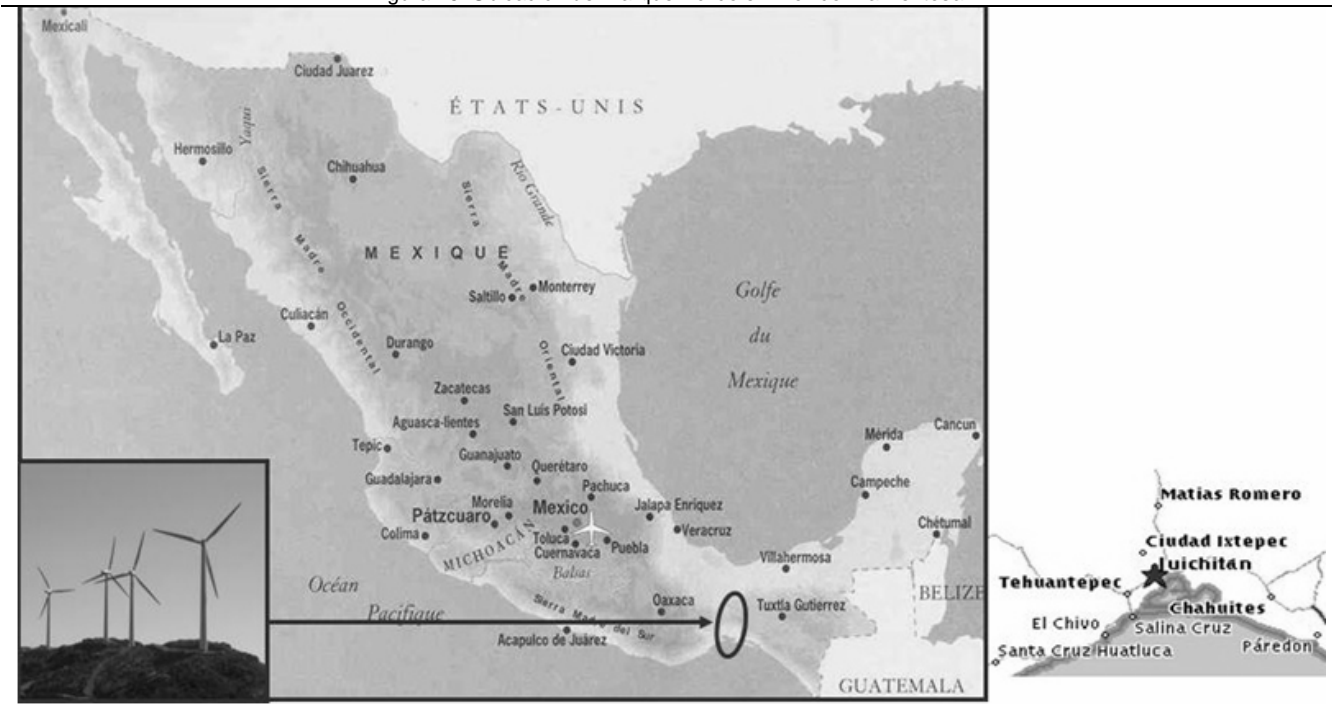 Mexicali
Ciudad Juarez
ÉTATS-UNIS
Yaqui
Hermosillo
Chihuahua
Sierra
Madre
Occidental
Sierra
Madre
Oriental
Rio Grande
MEXIQUE
Monterrey
Saltillo
Golfe
du
Mexique
Culiacán
La Paz
Durango
Ciudad Victoria
Zacatecas
San Luís Potosi
Aguasca-lientes
Tepic
Guanajuato
Querétaro
Guadalajara
Pachuca
Morelia
Mexico
Jalapa Enriquez
Pátzcuaro
Veracruz
Colima
Toluca
Cuernavaca
Puebla
MICHOACÁN
Balsas
Mérida
Cancun
Campeche
Chétumal
Villahermosa
BELIZE
Océan
Pacifique
Sierra Madre del Sur
Oaxaca
Tuxtla Gutierrez
Acapulco de Juárez
GUATEMALA
Matias Romero
Ciudad Ixtepec
Juichitán
Tehuantepec
Chahuites
El Chivo
Salina Cruz
Santa Cruz Huatluca
Páredon